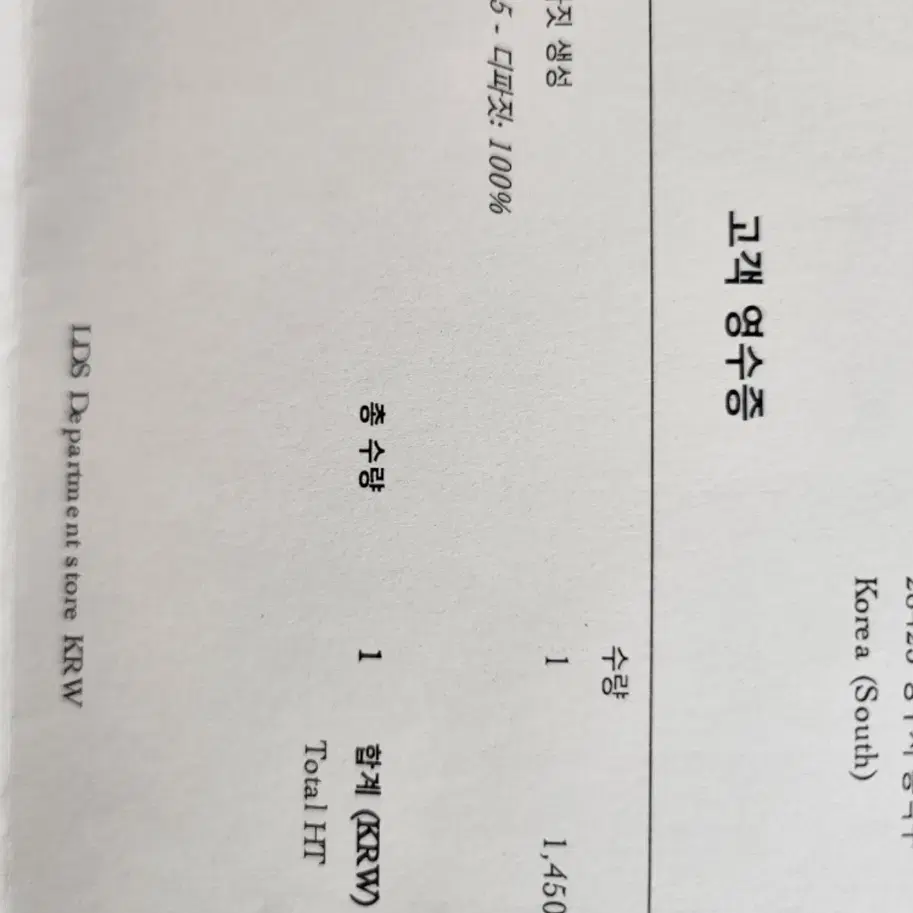 Korea (South)
고객 영수증
수량
생성 1 1,450
5 - 디파짓: 100%
총 수량 1 합계 (KRW)
Total HT
LDS Department store KRW